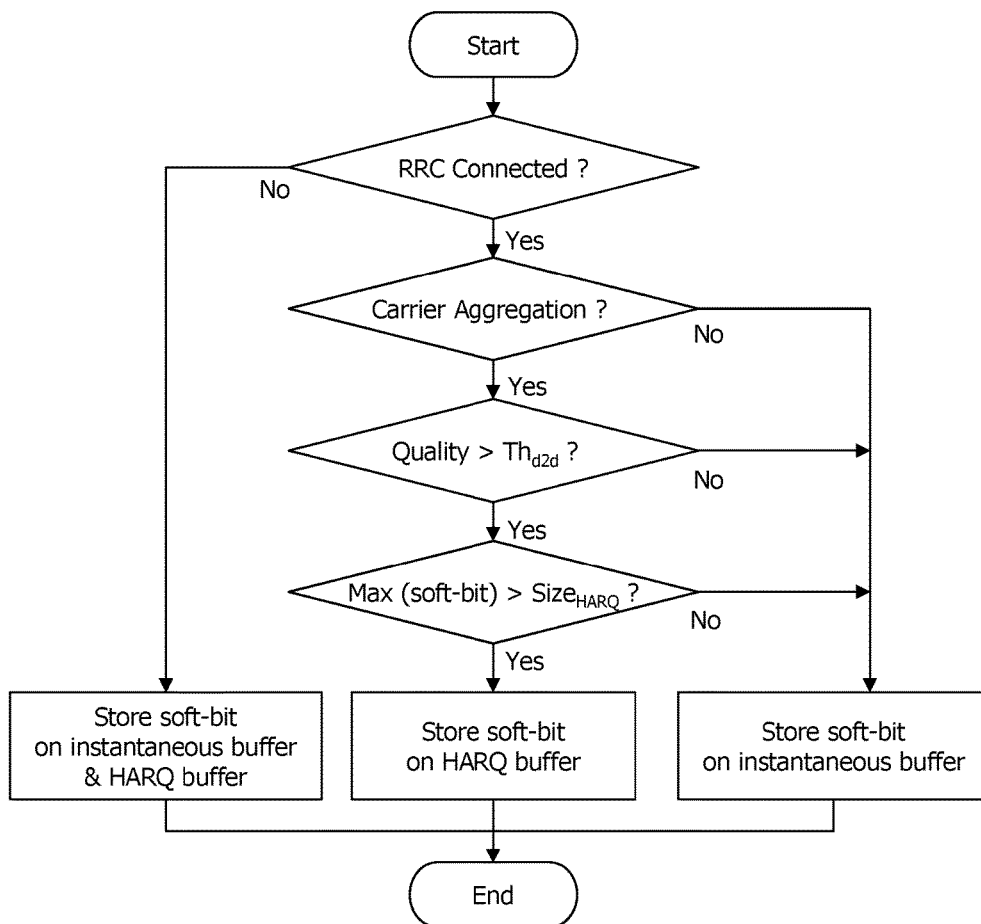 Start
RRC Connected ?
No
Yes
Carrier Aggregation ?
No
Yes
Quality > Th_d2d ?
No
Yes
Max (soft-bit) > Size_HARQ ?
No
Yes
Store soft-bit
on instantaneous buffer
& HARQ buffer
Store soft-bit
on HARQ buffer
Store soft-bit
on instantaneous buffer
End